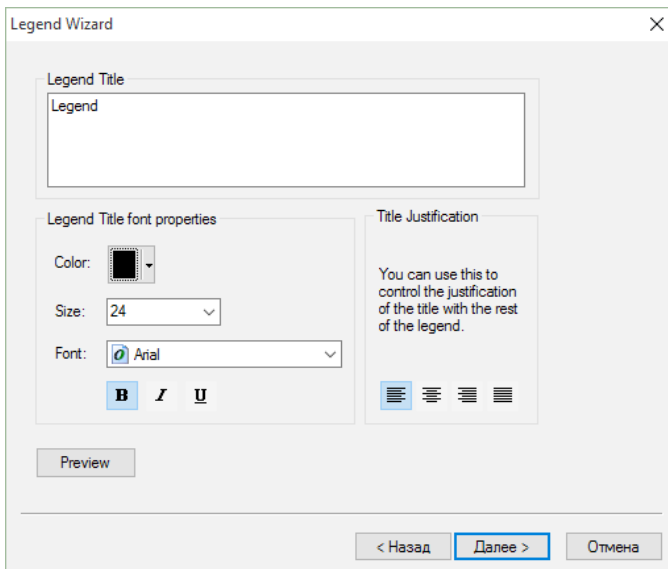 Legend Wizard
Legend Title
Legend
Legend Title font properties
Color:
Size:
24
Font:
Arial
B I U
Title Justification
You can use this to
control the justification
of the title with the rest
of the legend.
Preview
< Назад
Далее >
Отмена